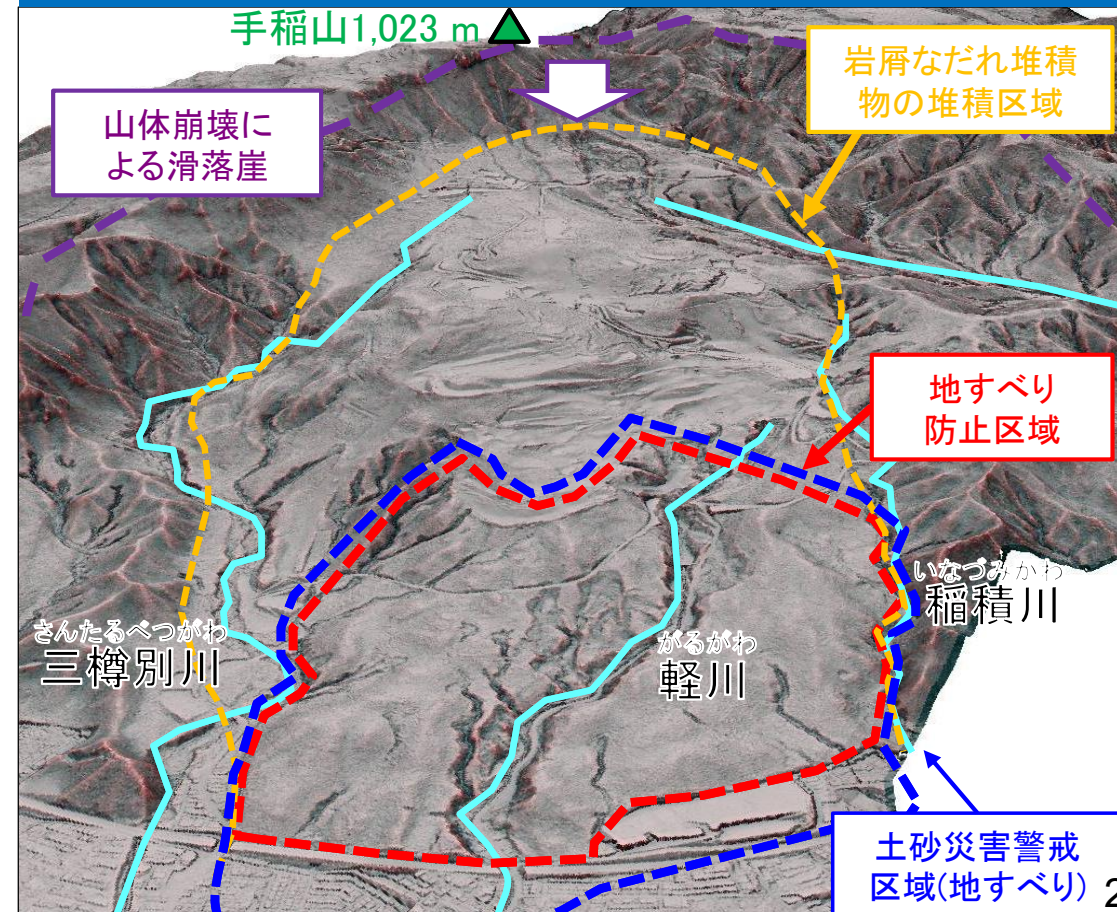 手稲山1,023 m
岩屑なだれ堆積
物の堆積区域
山体崩壊に
よる滑落崖
地すべり
防止区域
いなづみかわ
稲積川
さんたるべつがわ
三樽別川
がるがわ
軽川
土砂災害警戒
区域(地すべり)
2